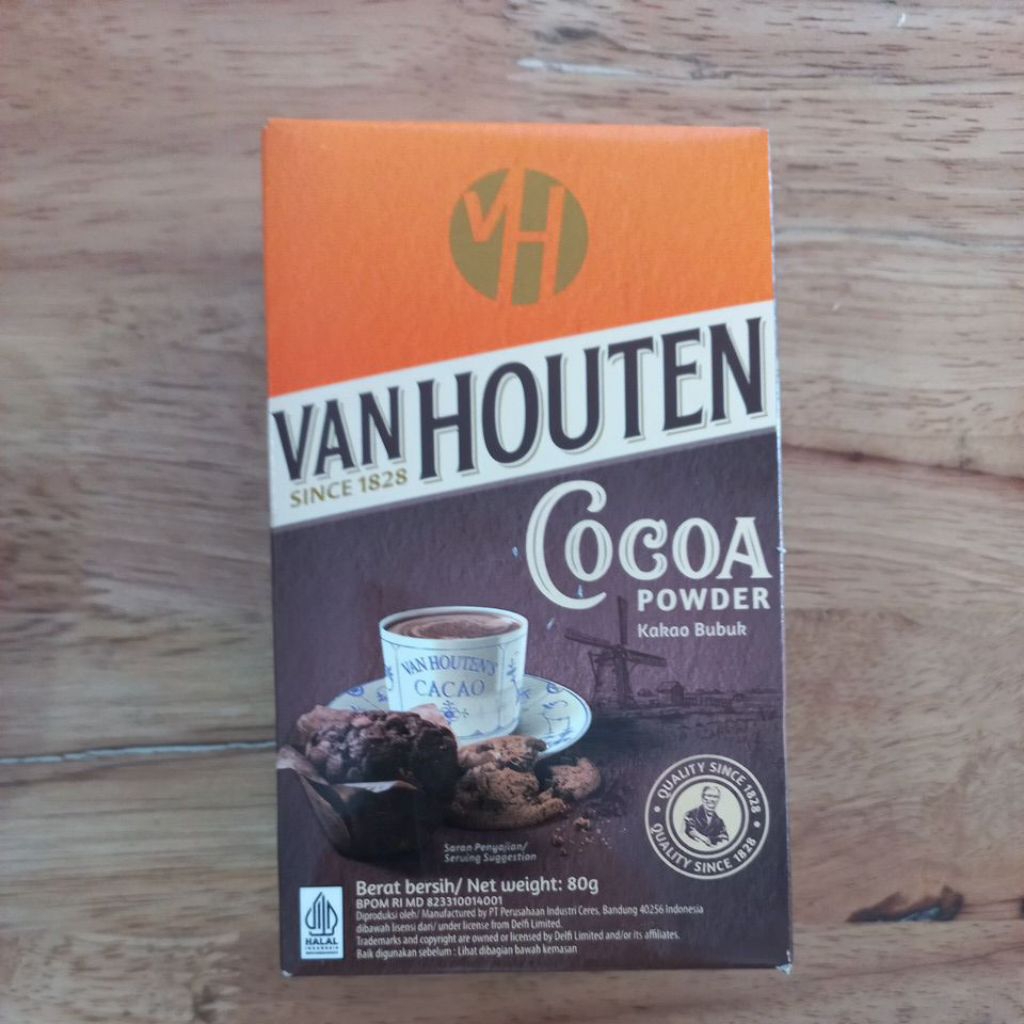 VH
VAN HOUTEN
SINCE 1828
COCOA
POWDER
Kakao Bubuk
VAN HOUTEN'S
CACAO
QUALITY SINCE 1828
QUALITY SINCE 1828
Saran Penyajian/
Serving Suggestion
Berat bersih/ Net weight: 80g
BPOM RI MD 823310014001
Diproduksi oleh/ Manufactured by PT Perusahaan Industri Ceres, Bandung 40256 Indonesia
dibawah lisensi dari/ under license from Delfi Limited.
Trademarks and copyright are owned or licensed by Delfi Limited and/or its affiliates.
Baik digunakan sebelum : Lihat dibagian bawah kemasan
HALAL
INDONESIA